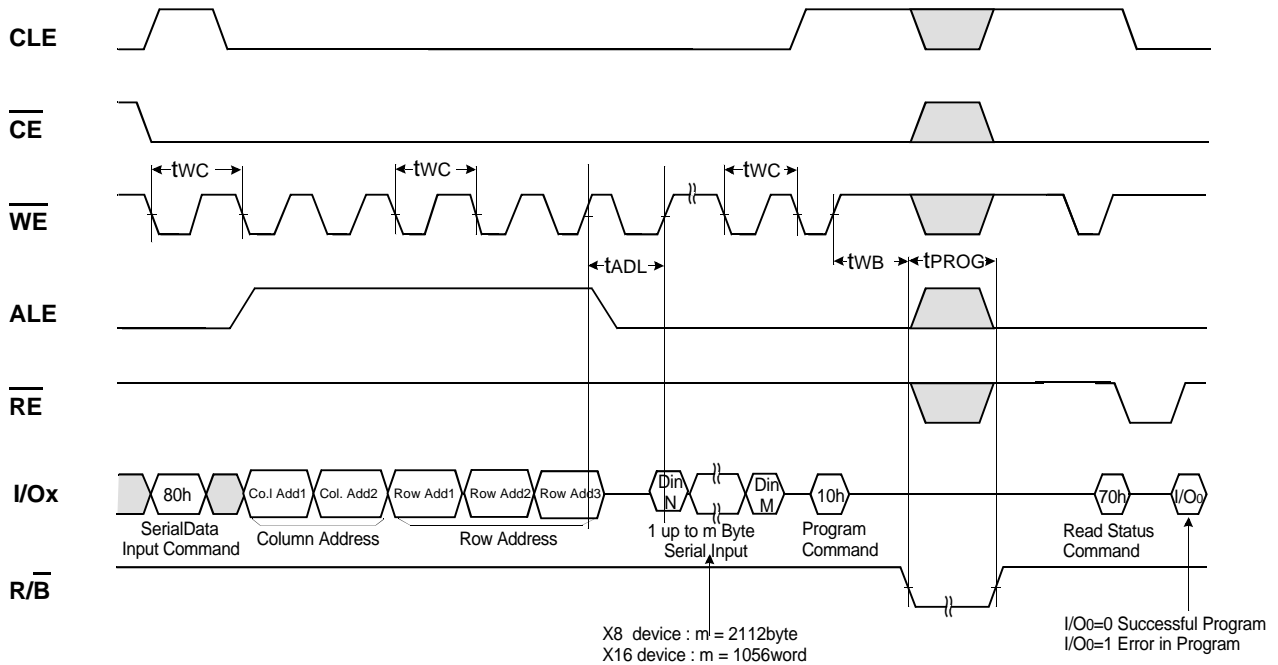 CLE
CE
tWC
tWC
tWC
WE
tADL
tWB
tPROG
ALE
RE
I/Ox
80h
Co.l Add1
Col. Add2
Row Add1
Row Add2
Row Add3
Din
N
Din
M
10h
70h
I/O0
SerialData
Input Command
Column Address
Row Address
1 up to m Byte
Serial Input
Program
Command
Read Status
Command
R/B
X8 device : m = 2112byte
X16 device : m = 1056word
I/O0=0 Successful Program
I/O0=1 Error in Program